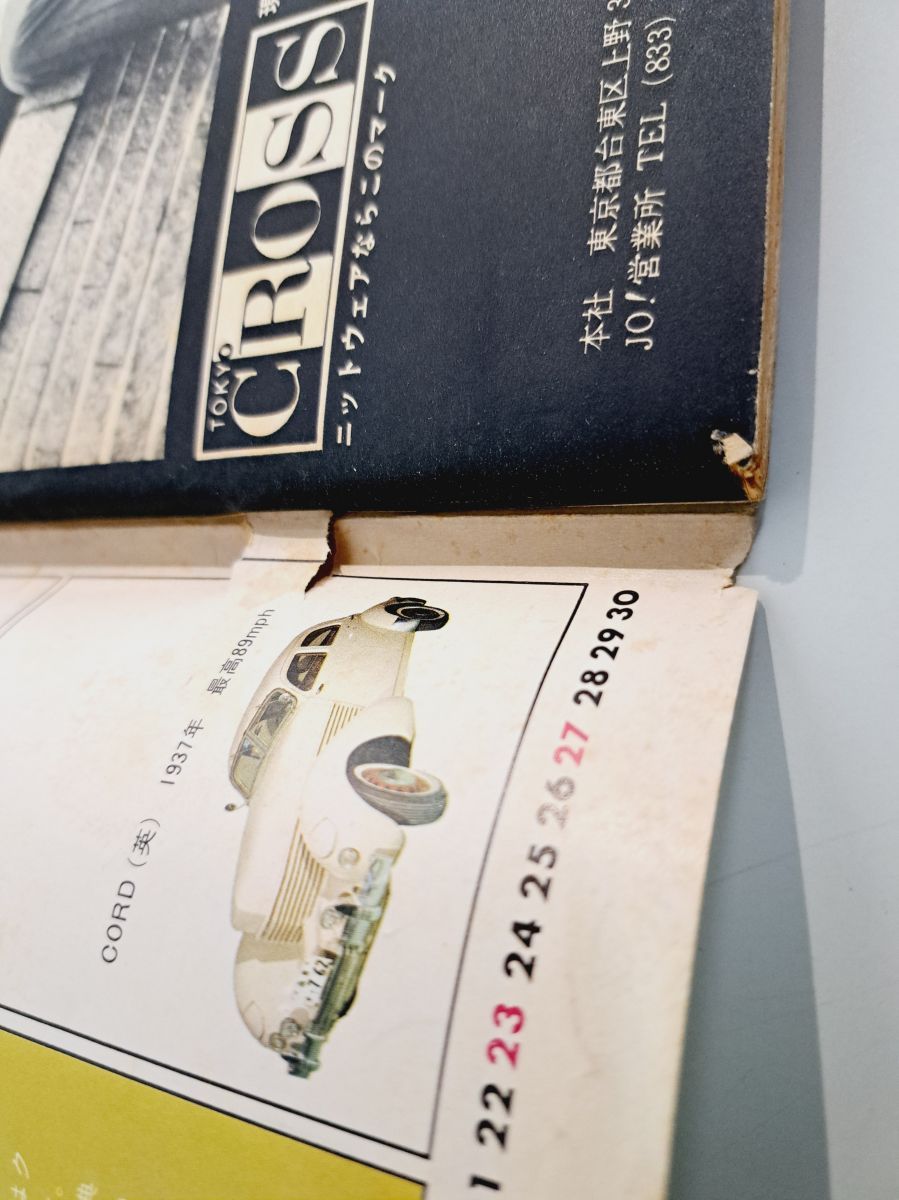 TOKYO
CROSS
ニットウェアならこのマーク
本社 東京都台東区上野3
JO!営業所 TEL (833)
CORD (英) 1937年 最高89mph
1 22 23 24 25 26 27 28 29 30